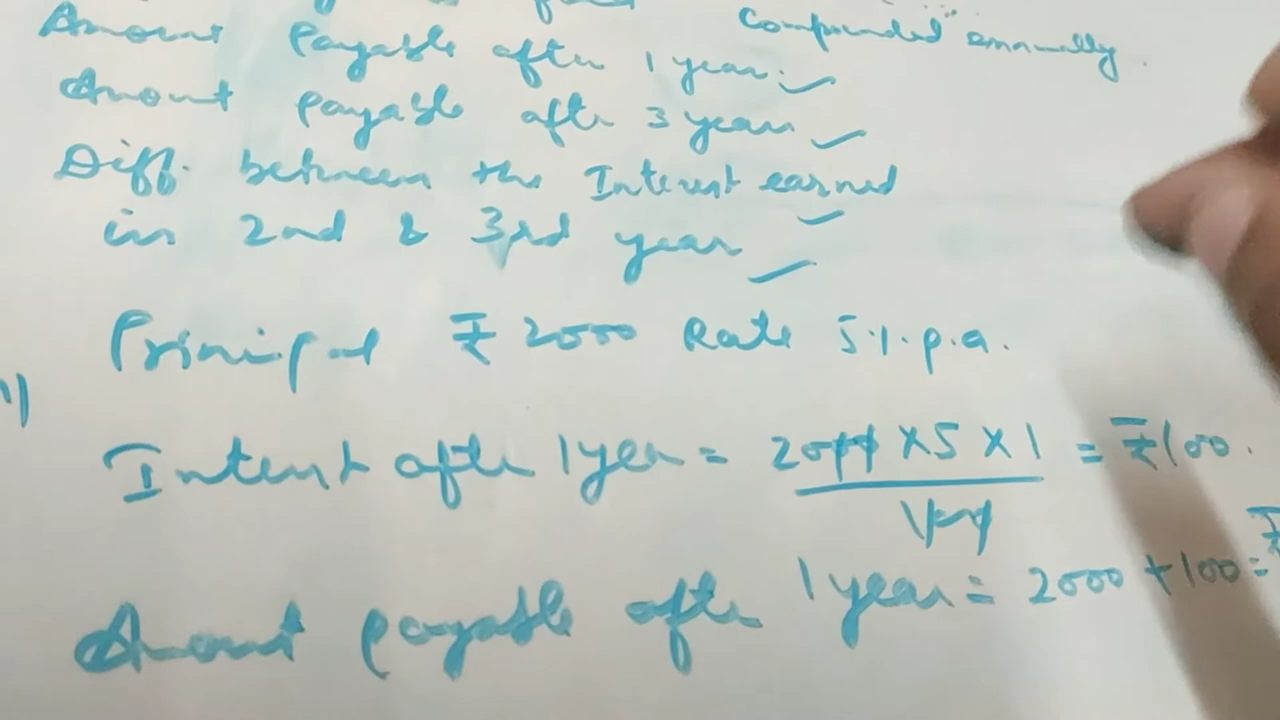 Compounded annually.
Amount Payable after 1 year.
Amount payable after 3 years
Diff. between the Interest earned
in 2nd & 3rd year
Principal ₹ 2000 Rate 5%.p.a.
1)
Interest after 1 year = 2000 × 5 × 1 = ₹100.
100
Amount payable after 1 year = 2000 + 100 = ₹